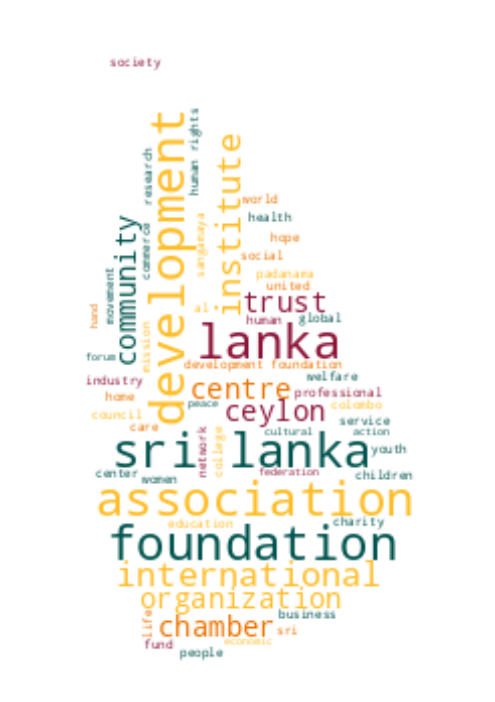 society
development
human rights
research
institute
world
community
health
commerce
sangamaya
hope
social
movement
padanama
united
trust
al
hand
human
global
mission
lanka
forum
development foundation
welfare
industry
centre
professional
home
peace
ceylon
colombo
council
service
care
cultural
action
network
college
sri lanka
youth
center
women
federation
children
association
education
charity
foundation
international
organization
business
life
chamber
sri
economic
fund
people